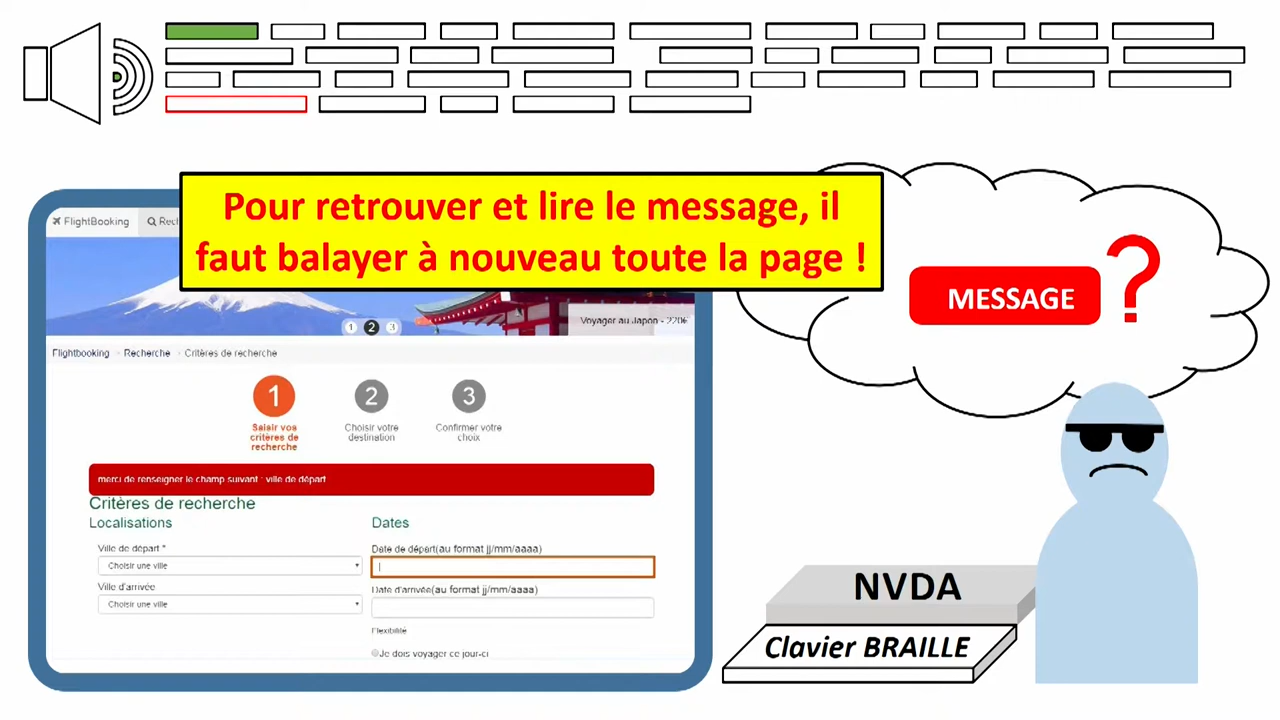 Pour retrouver et lire le message, il
faut balayer à nouveau toute la page !
FlightBooking
Voyager au Japon - 220€
1 2 3
Flightbooking Recherche Critères de recherche
1 2 3
Saisir vos
critères de
recherche
Choisir votre
destination
Confirmer votre
choix
merci de renseigner le champ suivant : ville de départ
Critères de recherche
Localisations
Ville de départ *
Choisir une ville
Ville d'arrivée
Choisir une ville
Dates
Date de départ(au format jj/mm/aaaa)
Date d'arrivée(au format jj/mm/aaaa)
Flexibilité
Je dois voyager ce jour-ci
MESSAGE ?
NVDA
Clavier BRAILLE